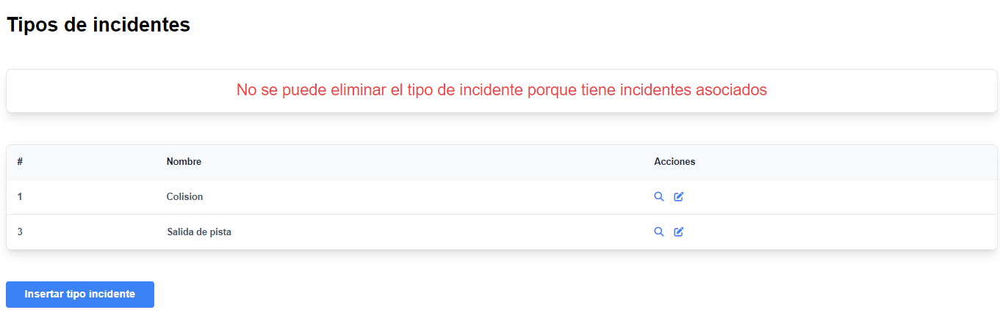 Tipos de incidentes
No se puede eliminar el tipo de incidente porque tiene incidentes asociados
# Nombre Acciones
1 Colision
3 Salida de pista
Insertar tipo incidente